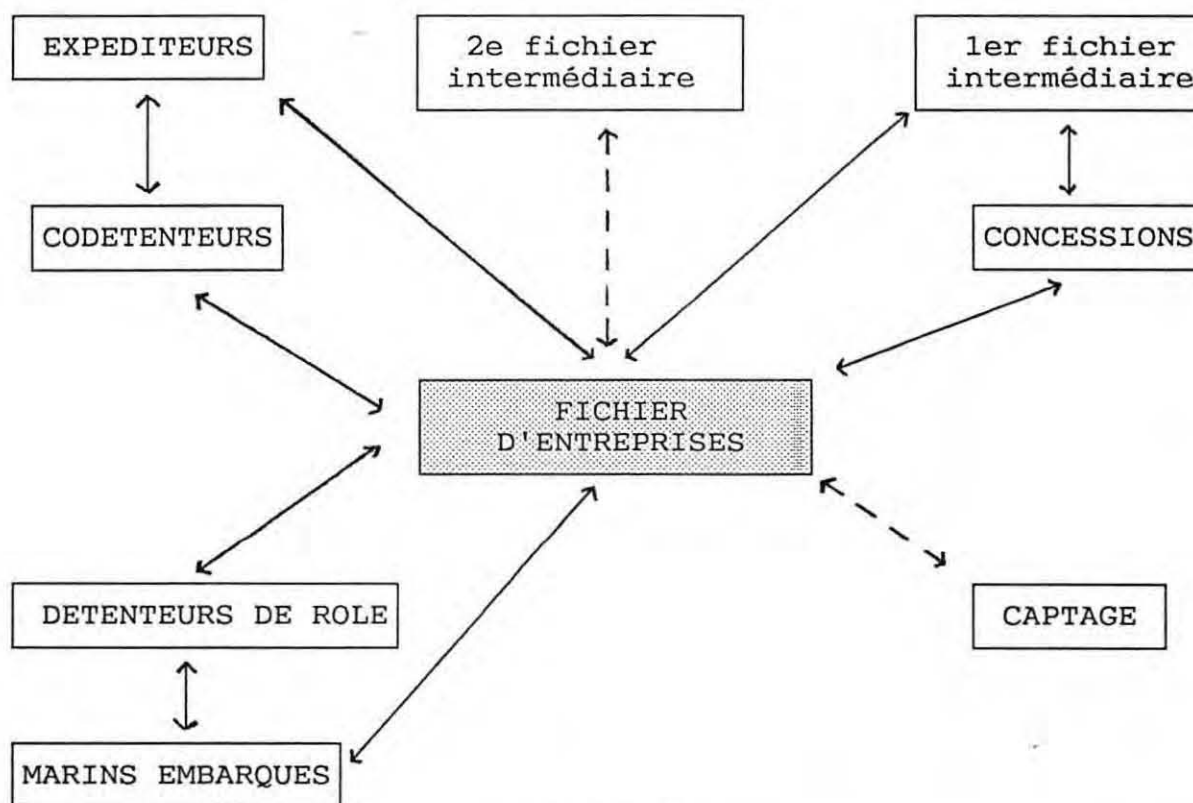 EXPEDITEURS
2e fichier
intermédiaire
1er fichier
intermédiaire
CODETENTEURS
CONCESSIONS
FICHIER
D'ENTREPRISES
DETENTEURS DE ROLE
CAPTAGE
MARINS EMBARQUES